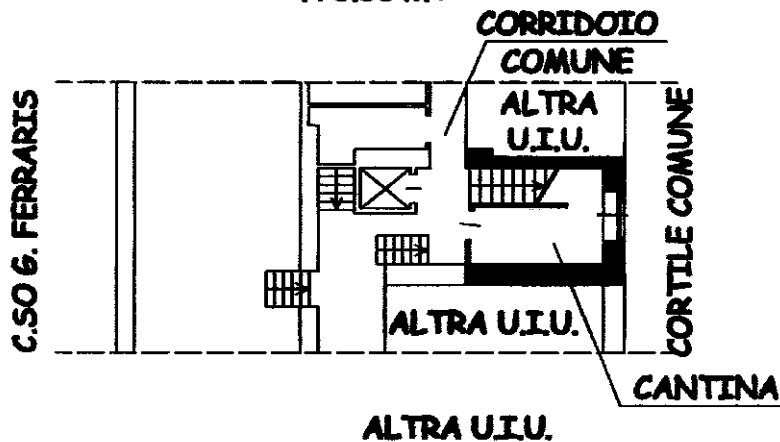 CORRIDOIO
COMUNE
ALTRA
U.I.U.
C.SO G. FERRARIS
CORTILE COMUNE
ALTRA U.I.U.
CANTINA
ALTRA U.I.U.